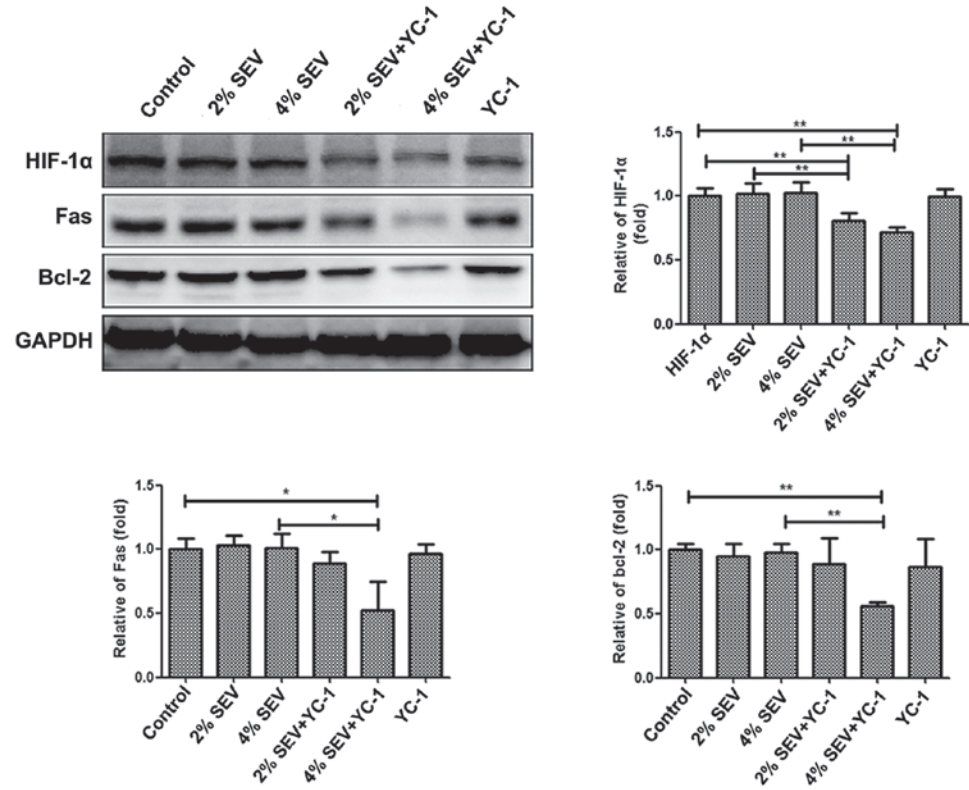 Control
2% SEV
4% SEV
2% SEV+YC-1
4% SEV+YC-1
YC-1
HIF-1α
Fas
Bcl-2
GAPDH
Relative of HIF-1α
(fold)
1.5
1.0
0.5
0.0
**
**
**
**
HIF-1α
2% SEV
4% SEV
2% SEV+YC-1
4% SEV+YC-1
YC-1
Relative of Fas (fold)
1.5
1.0
0.5
0.0
*
*
Control
2% SEV
4% SEV
2% SEV+YC-1
4% SEV+YC-1
YC-1
Relative of bcl-2 (fold)
1.5
1.0
0.5
0.0
**
**
Control
2% SEV
4% SEV
2% SEV+YC-1
4% SEV+YC-1
YC-1